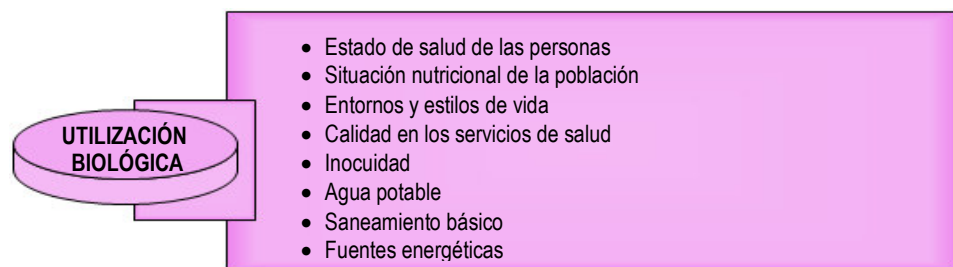 UTILIZACIÓN
BIOLÓGICA
• Estado de salud de las personas
• Situación nutricional de la población
• Entornos y estilos de vida
• Calidad en los servicios de salud
• Inocuidad
• Agua potable
• Saneamiento básico
• Fuentes energéticas